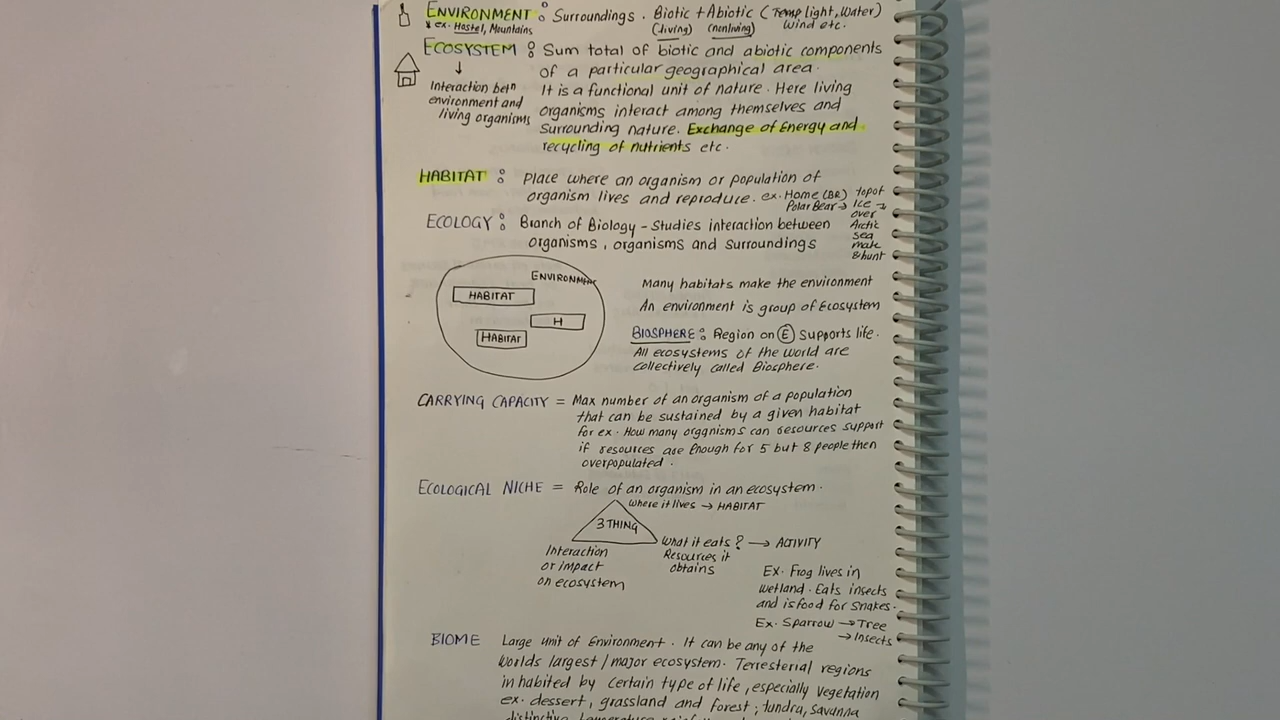 ENVIRONMENT : Surroundings . Biotic + Abiotic ( Temp light, Water)
ex. Hostel, Mountains (living) (nonliving) Wind etc.
ECOSYSTEM : Sum total of biotic and abiotic components
of a particular geographical area .
It is a functional unit of nature . Here living
organisms interact among themselves and
Surrounding nature. Exchange of Energy and
recycling of nutrients etc .
Interaction betn
environment and
living organisms
HABITAT : Place where an organism or population of
organism lives and reproduce. ex. Home (BR)
Polar Bear → Ice →
over
Arctic
sea
mate
& hunt
ECOLOGY : Branch of Biology - Studies interaction between
organisms , organisms and Surroundings
ENVIRONMENT
HABITAT
H
HABITAT
Many habitats make the environment
An environment is group of Ecosystem
BIOSPHERE : Region on E Supports life .
All ecosystems of the world are
collectively called Biosphere.
CARRYING CAPACITY = Max number of an organism of a population
that can be sustained by a given habitat
for ex . How many organisms can resources support
if resources are Enough for 5 but 8 people then
overpopulated .
ECOLOGICAL NICHE = Role of an organism in an ecosystem .
where it lives → HABITAT
3 THING
What it eats ? → ACTIVITY
Resources it
obtains
Interaction
or impact
on ecosystem
Ex . Frog lives in
wetland . Eats insects
and is food for Snakes .
Ex . Sparrow → Tree
→ Insects
BIOME Large unit of Environment . It can be any of the
Worlds largest / major ecosystem . Terresterial regions
in habited by Certain type of life , especially vegetation
ex . dessert , grassland and forest ; tundra, Savanna